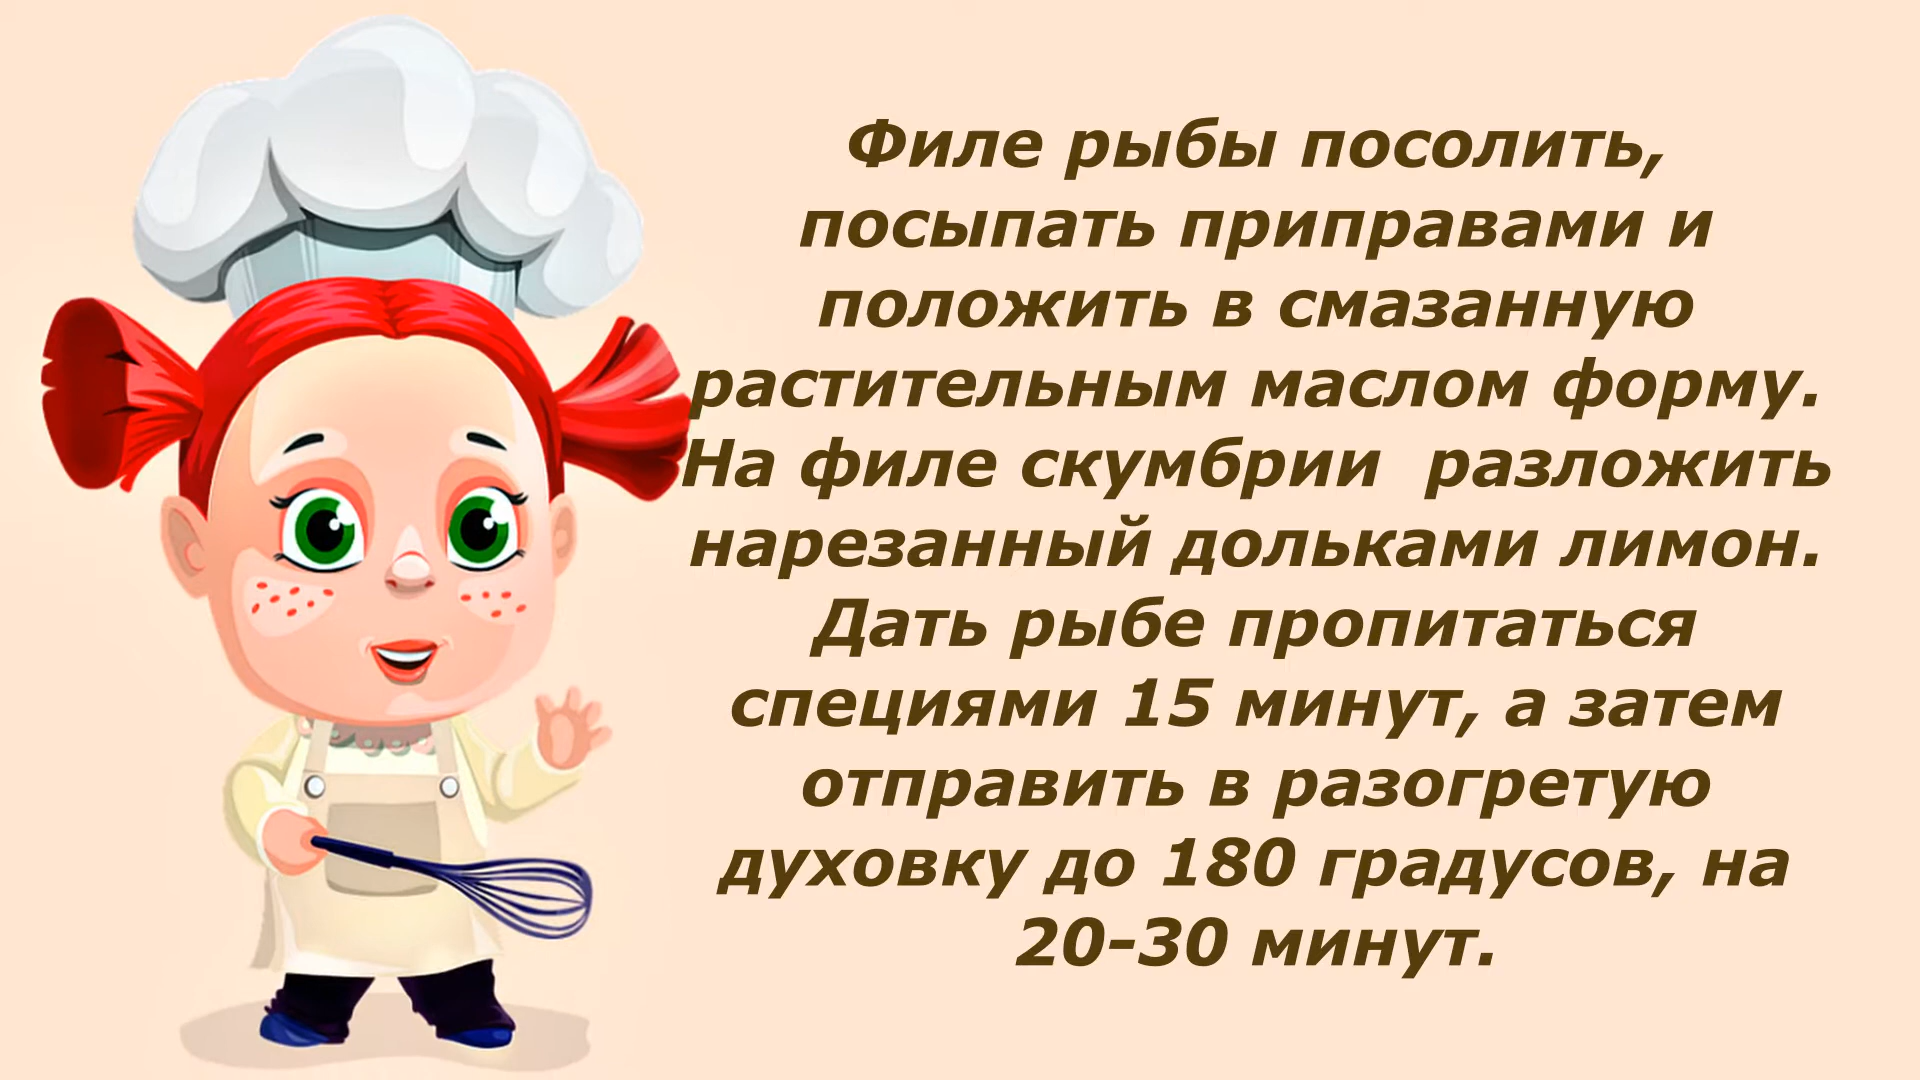 Филе рыбы посолить,
посыпать приправами и
положить в смазанную
растительным маслом форму.
На филе скумбрии  разложить
нарезанный дольками лимон.
Дать рыбе пропитаться
специями 15 минут, а затем
отправить в разогретую
духовку до 180 градусов, на
20-30 минут.